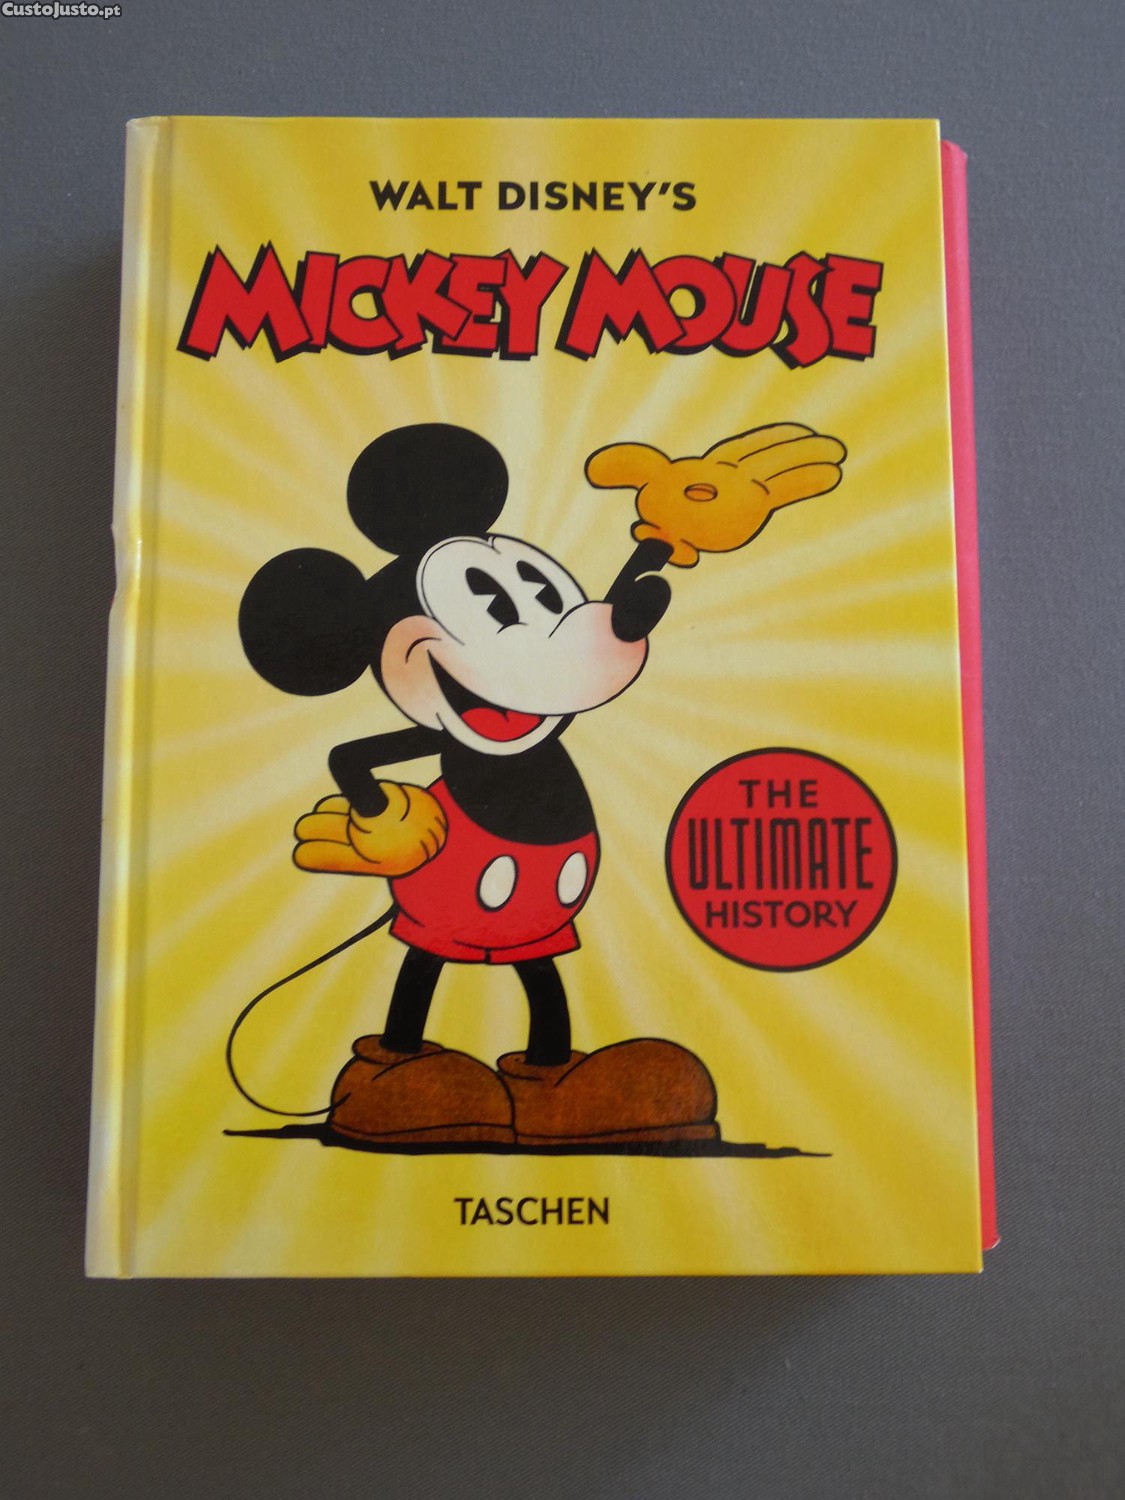 CustoJusto.pt
WALT DISNEY'S
MICKEY MOUSE
THE
ULTIMATE
HISTORY
TASCHEN